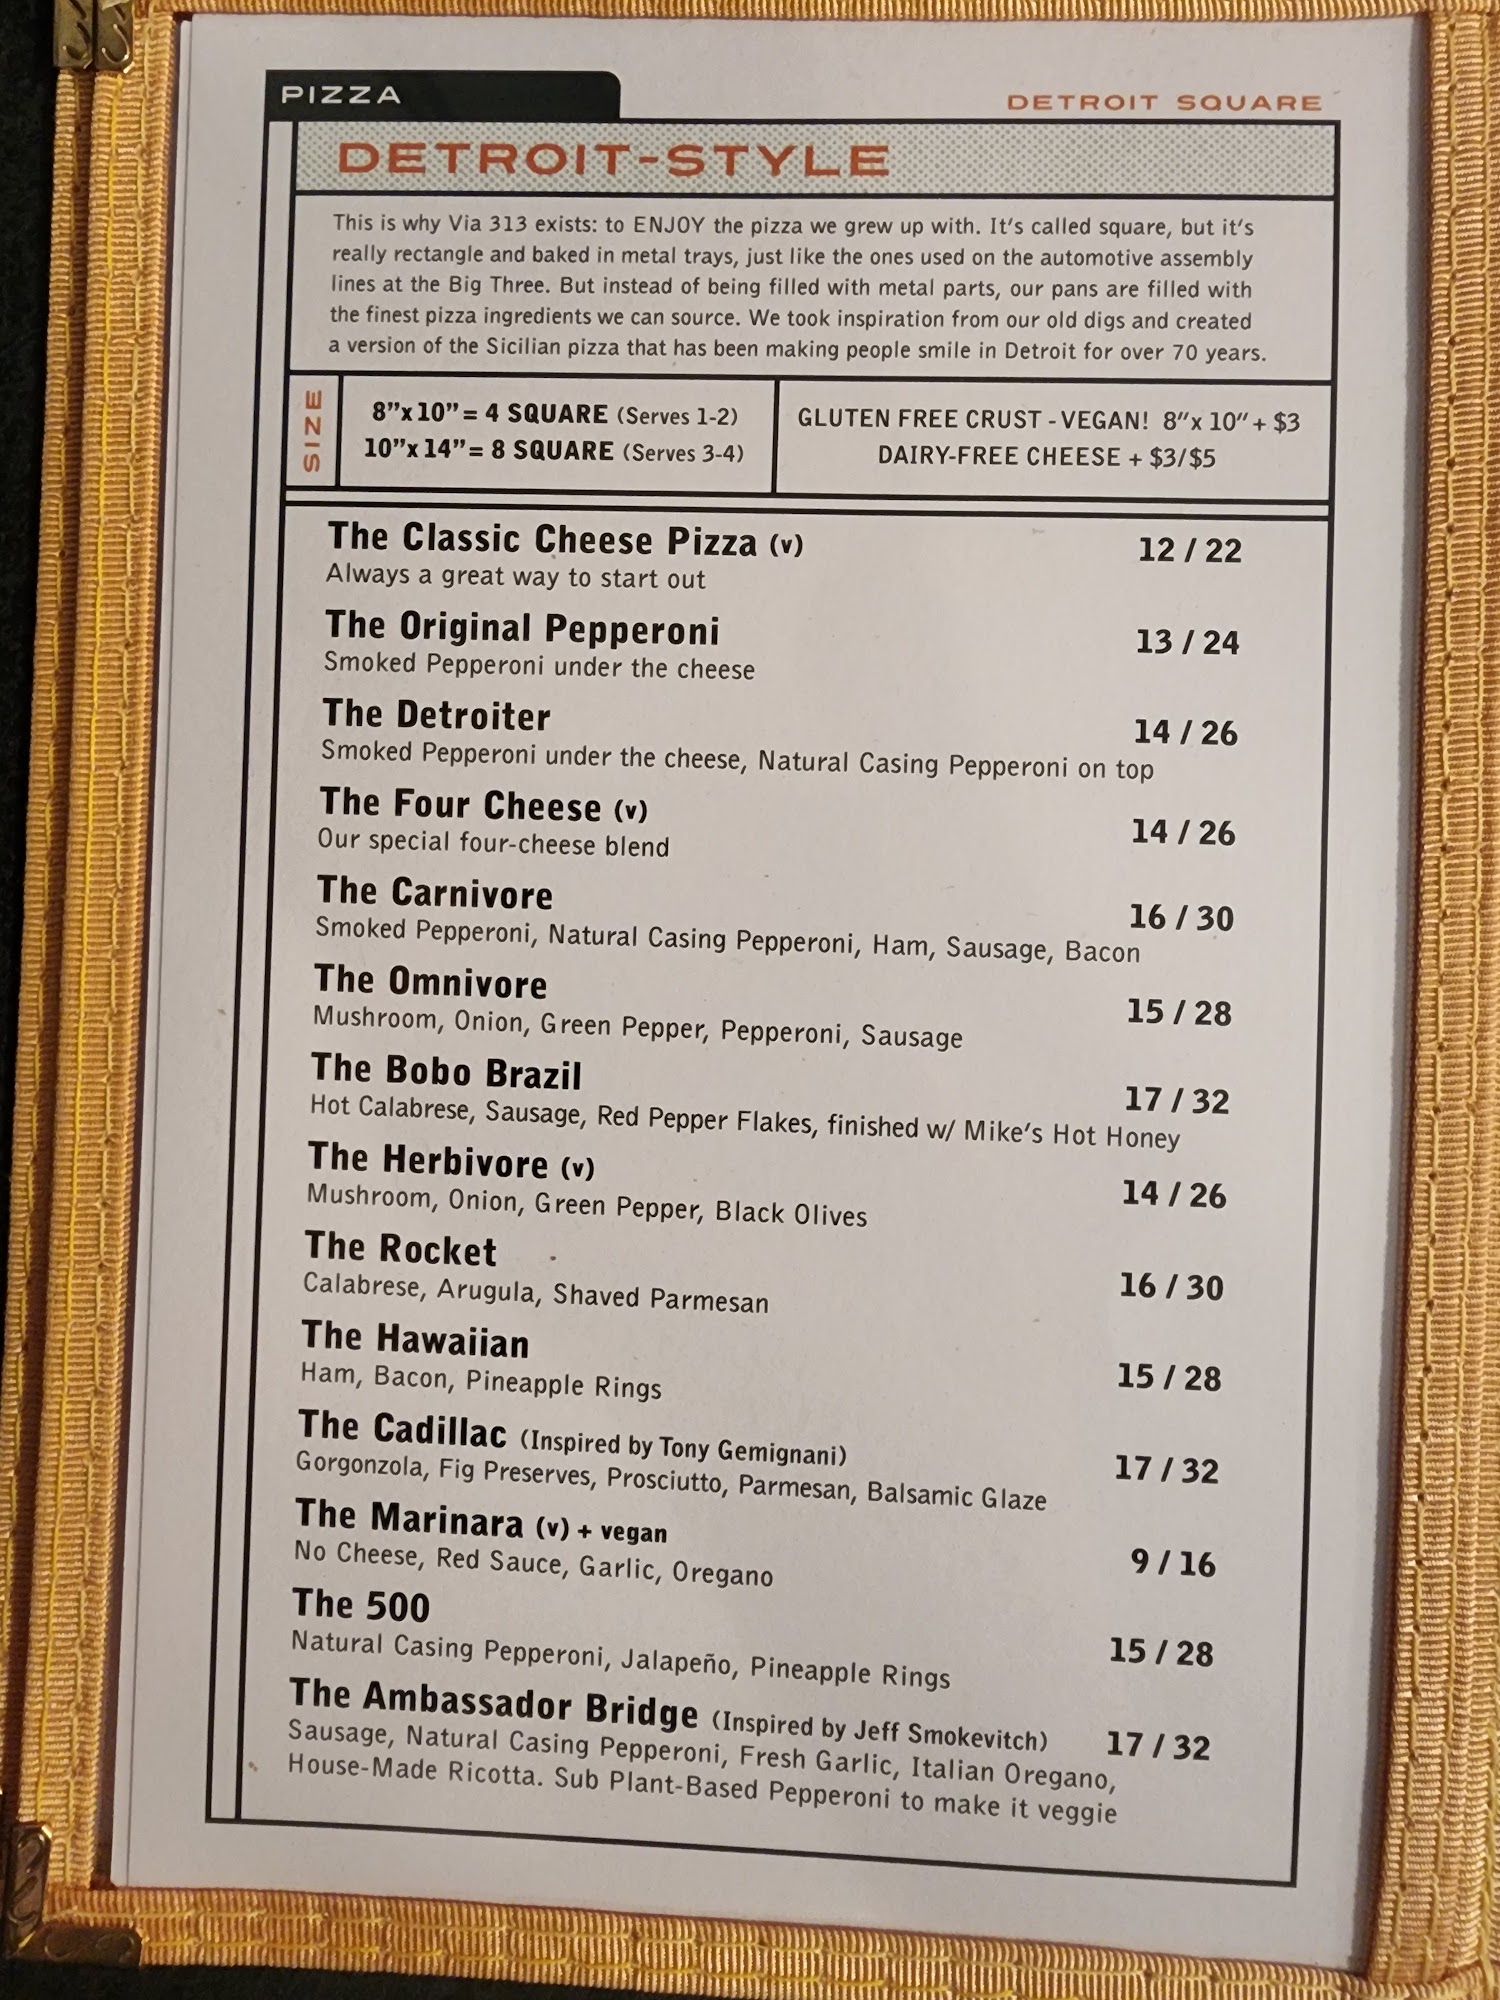 PIZZA
DETROIT SQUARE
DETROIT-STYLE
This is why Via 313 exists: to ENJOY the pizza we grew up with. It's called square, but it's
really rectangle and baked in metal trays, just like the ones used on the automotive assembly
lines at the Big Three. But instead of being filled with metal parts, our pans are filled with
the finest pizza ingredients we can source. We took inspiration from our old digs and created
a version of the Sicilian pizza that has been making people smile in Detroit for over 70 years.
SIZE
8”x10”= 4 SQUARE (Serves 1-2)
10”x14”= 8 SQUARE (Serves 3-4)
GLUTEN FREE CRUST - VEGAN! 8”x 10” + $3
DAIRY-FREE CHEESE + $3/$5
The Classic Cheese Pizza (v) 12 / 22
Always a great way to start out
The Original Pepperoni 13 / 24
Smoked Pepperoni under the cheese
The Detroiter 14 / 26
Smoked Pepperoni under the cheese, Natural Casing Pepperoni on top
The Four Cheese (v) 14 / 26
Our special four-cheese blend
The Carnivore 16 / 30
Smoked Pepperoni, Natural Casing Pepperoni, Ham, Sausage, Bacon
The Omnivore 15 / 28
Mushroom, Onion, Green Pepper, Pepperoni, Sausage
The Bobo Brazil 17 / 32
Hot Calabrese, Sausage, Red Pepper Flakes, finished w/ Mike's Hot Honey
The Herbivore (v) 14 / 26
Mushroom, Onion, Green Pepper, Black Olives
The Rocket 16 / 30
Calabrese, Arugula, Shaved Parmesan
The Hawaiian 15 / 28
Ham, Bacon, Pineapple Rings
The Cadillac (Inspired by Tony Gemignani) 17 / 32
Gorgonzola, Fig Preserves, Prosciutto, Parmesan, Balsamic Glaze
The Marinara (v) + vegan 9 / 16
No Cheese, Red Sauce, Garlic, Oregano
The 500 15 / 28
Natural Casing Pepperoni, Jalapeño, Pineapple Rings
The Ambassador Bridge (Inspired by Jeff Smokevitch) 17 / 32
Sausage, Natural Casing Pepperoni, Fresh Garlic, Italian Oregano,
House-Made Ricotta. Sub Plant-Based Pepperoni to make it veggie